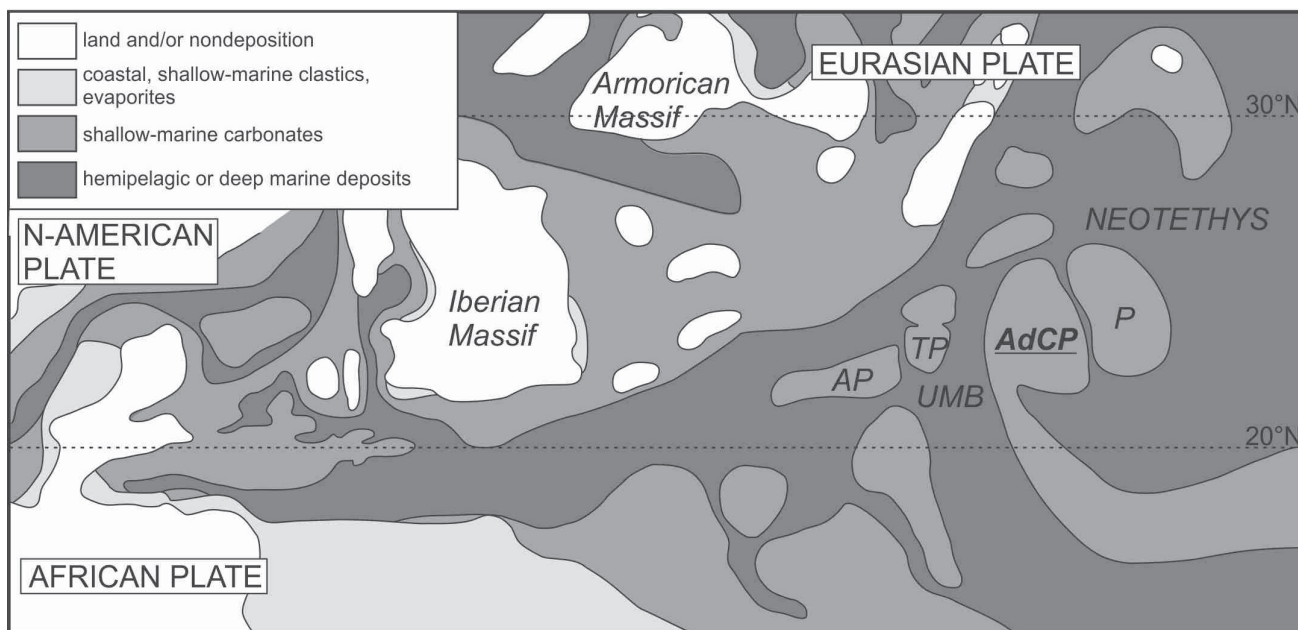 land and/or nondeposition
coastal, shallow-marine clastics,
evaporites
shallow-marine carbonates
hemipelagic or deep marine deposits
Armorican
Massif
EURASIAN PLATE
30°N
N-AMERICAN
PLATE
NEOTETHYS
Iberian
Massif
TP
AdCP
P
AP
UMB
20°N
AFRICAN PLATE